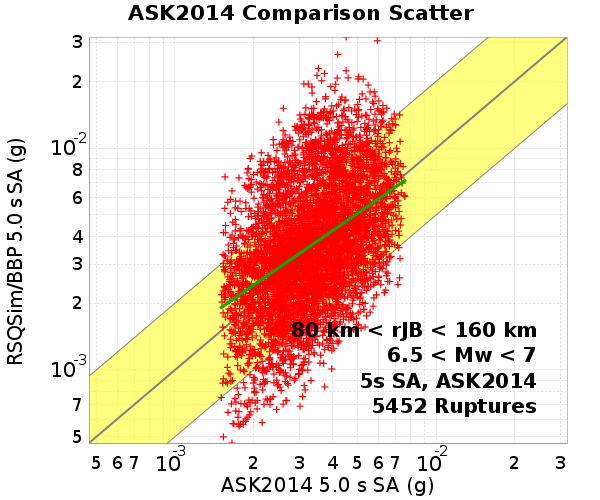 ASK2014 Comparison Scatter
RSQSim/BBP 5.0 s SA (g)
3
2
10-2
8
6
4
3
2
10-3
7
5
80 km < rJB < 160 km
6.5 < Mw < 7
5s SA, ASK2014
5452 Ruptures
5 6 7 10-3 2 3 4 5 6 7 10-2 2 3
ASK2014 5.0 s SA (g)